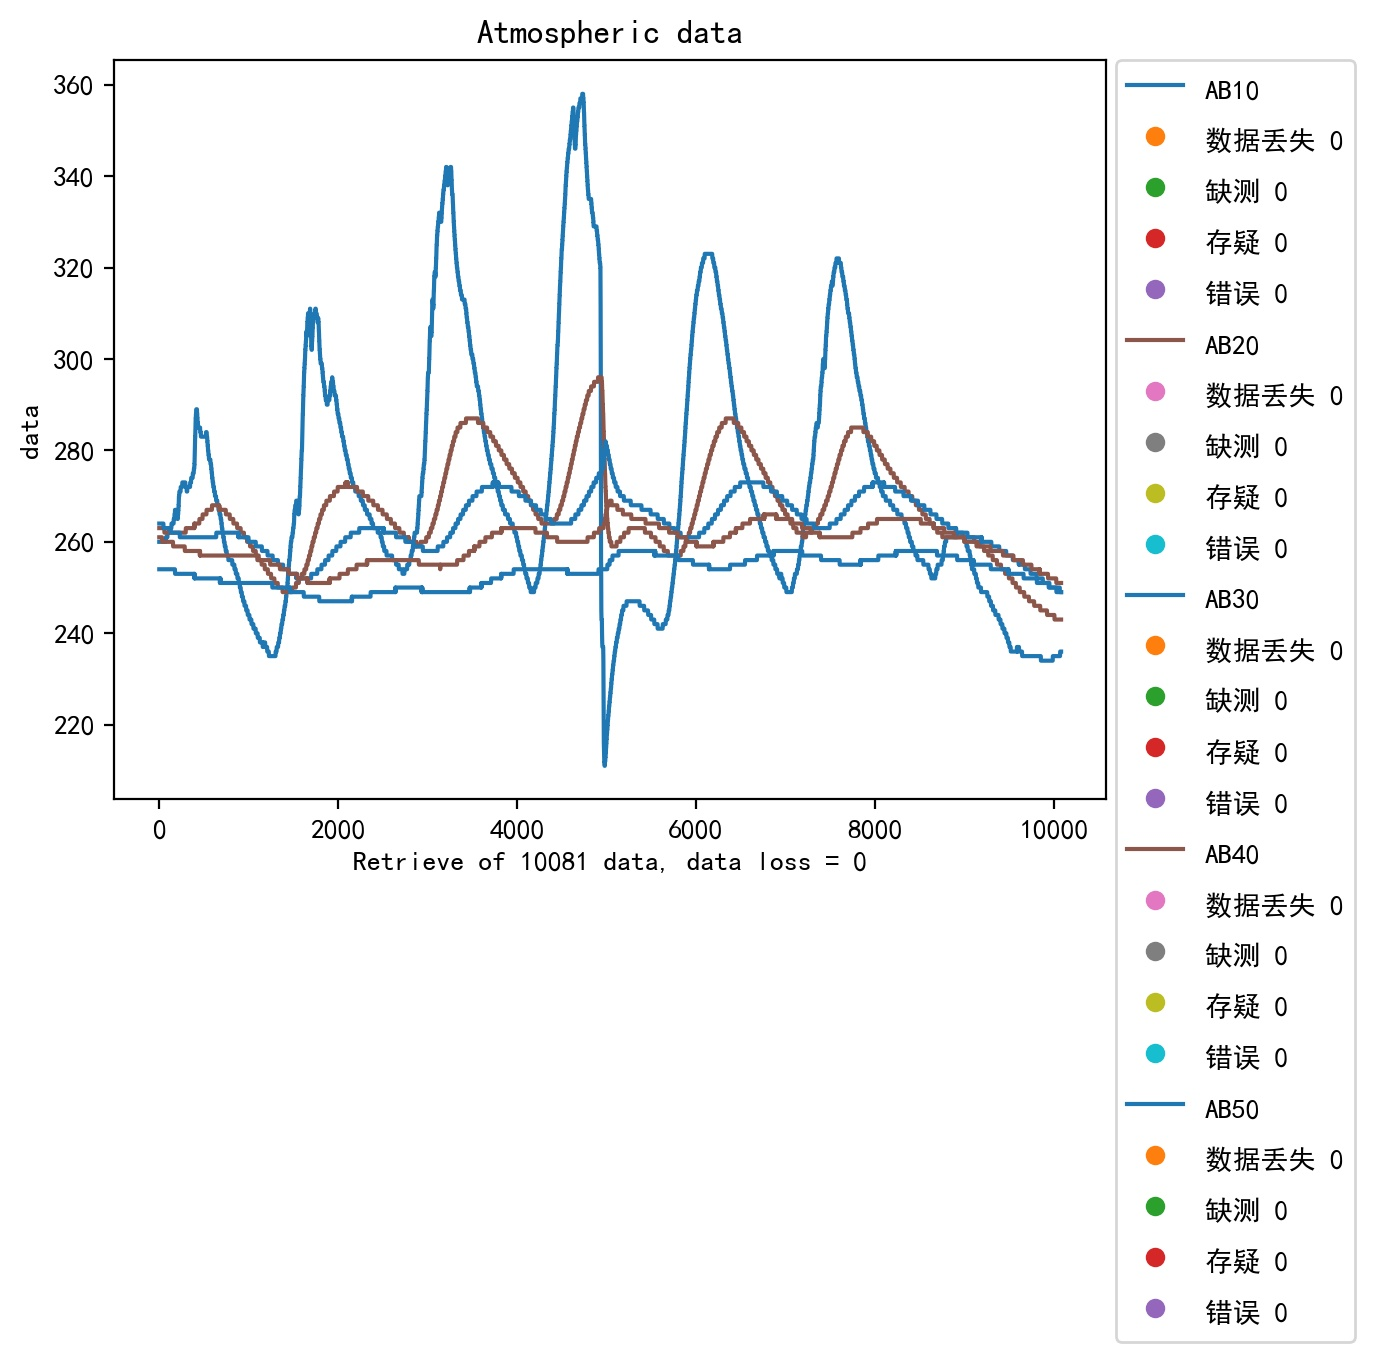 Atmospheric data
360
340
320
300
280
260
240
220
data
0 2000 4000 6000 8000 10000
Retrieve of 10081 data, data loss = 0
AB10
数据丢失 0
缺测 0
存疑 0
错误 0
AB20
数据丢失 0
缺测 0
存疑 0
错误 0
AB30
数据丢失 0
缺测 0
存疑 0
错误 0
AB40
数据丢失 0
缺测 0
存疑 0
错误 0
AB50
数据丢失 0
缺测 0
存疑 0
错误 0